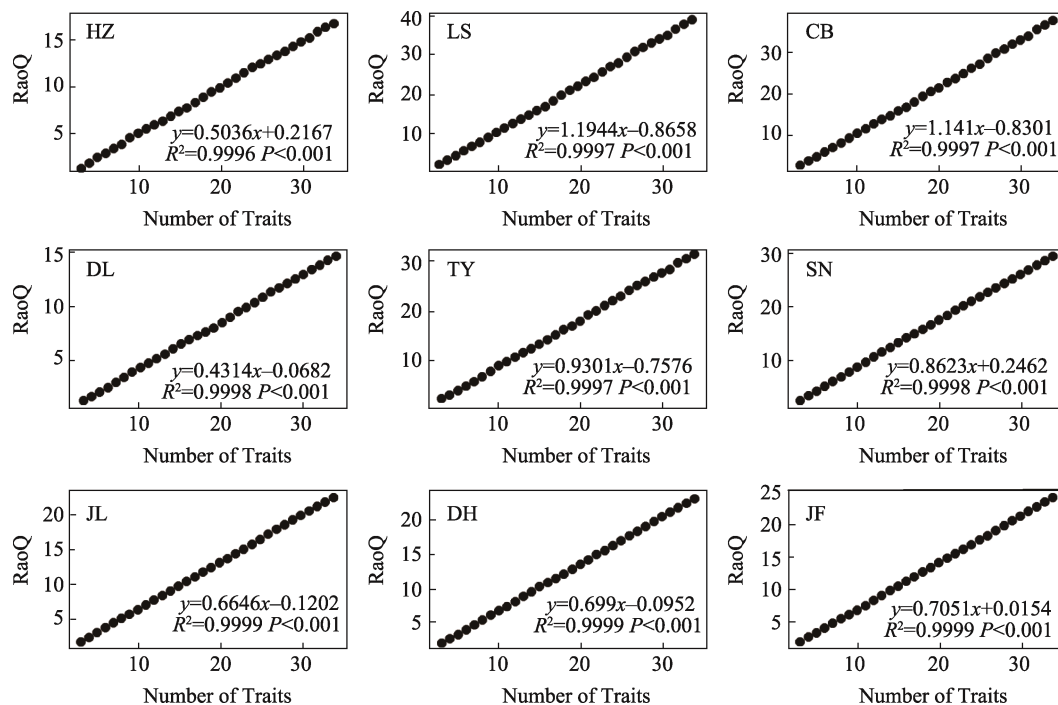 HZ
RaoQ
15
10
5
y=0.5036x+0.2167
R²=0.9996 P<0.001
10 20 30
Number of Traits
LS
RaoQ
40
30
20
10
y=1.1944x–0.8658
R²=0.9997 P<0.001
10 20 30
Number of Traits
CB
RaoQ
30
20
10
y=1.141x–0.8301
R²=0.9997 P<0.001
10 20 30
Number of Traits
DL
RaoQ
15
10
5
y=0.4314x–0.0682
R²=0.9998 P<0.001
10 20 30
Number of Traits
TY
RaoQ
30
20
10
y=0.9301x–0.7576
R²=0.9997 P<0.001
10 20 30
Number of Traits
SN
RaoQ
30
20
10
y=0.8623x+0.2462
R²=0.9998 P<0.001
10 20 30
Number of Traits
JL
RaoQ
20
15
10
5
y=0.6646x–0.1202
R²=0.9999 P<0.001
10 20 30
Number of Traits
DH
RaoQ
20
15
10
5
y=0.699x–0.0952
R²=0.9999 P<0.001
10 20 30
Number of Traits
JF
RaoQ
25
20
15
10
5
y=0.7051x+0.0154
R²=0.9999 P<0.001
10 20 30
Number of Traits